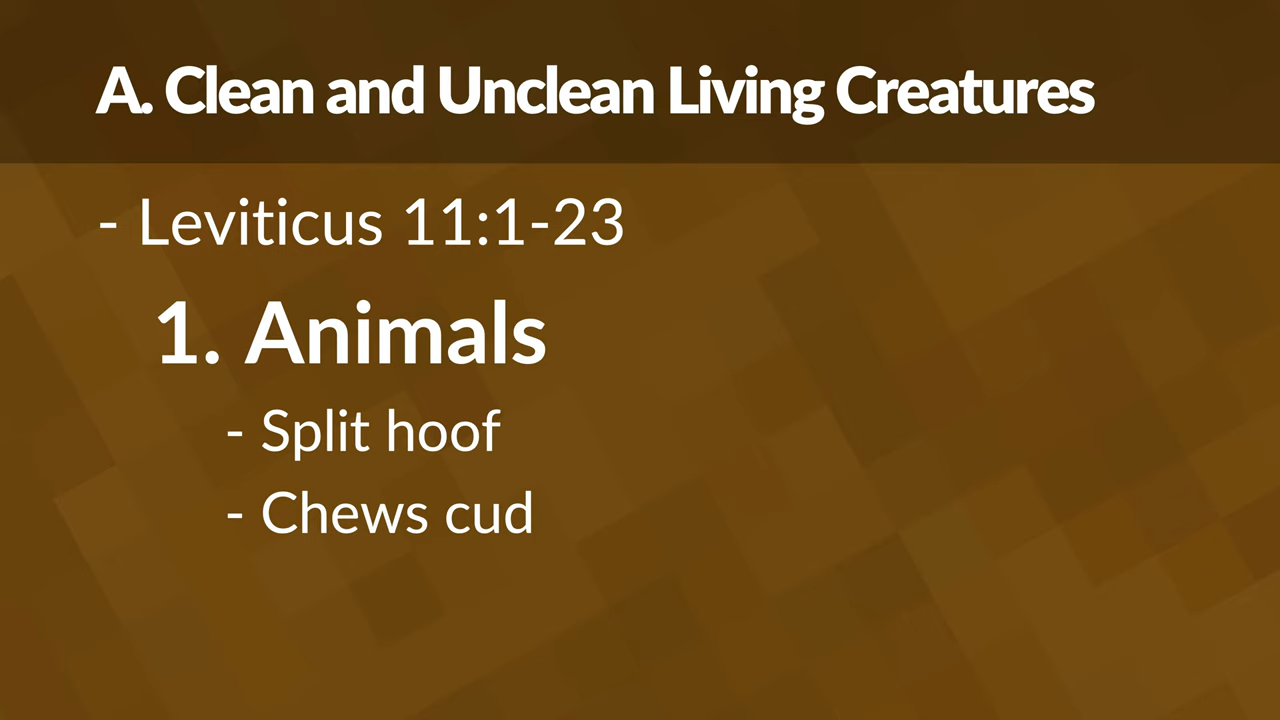 A. Clean and Unclean Living Creatures
- Leviticus 11:1-23
1. Animals
- Split hoof
- Chews cud